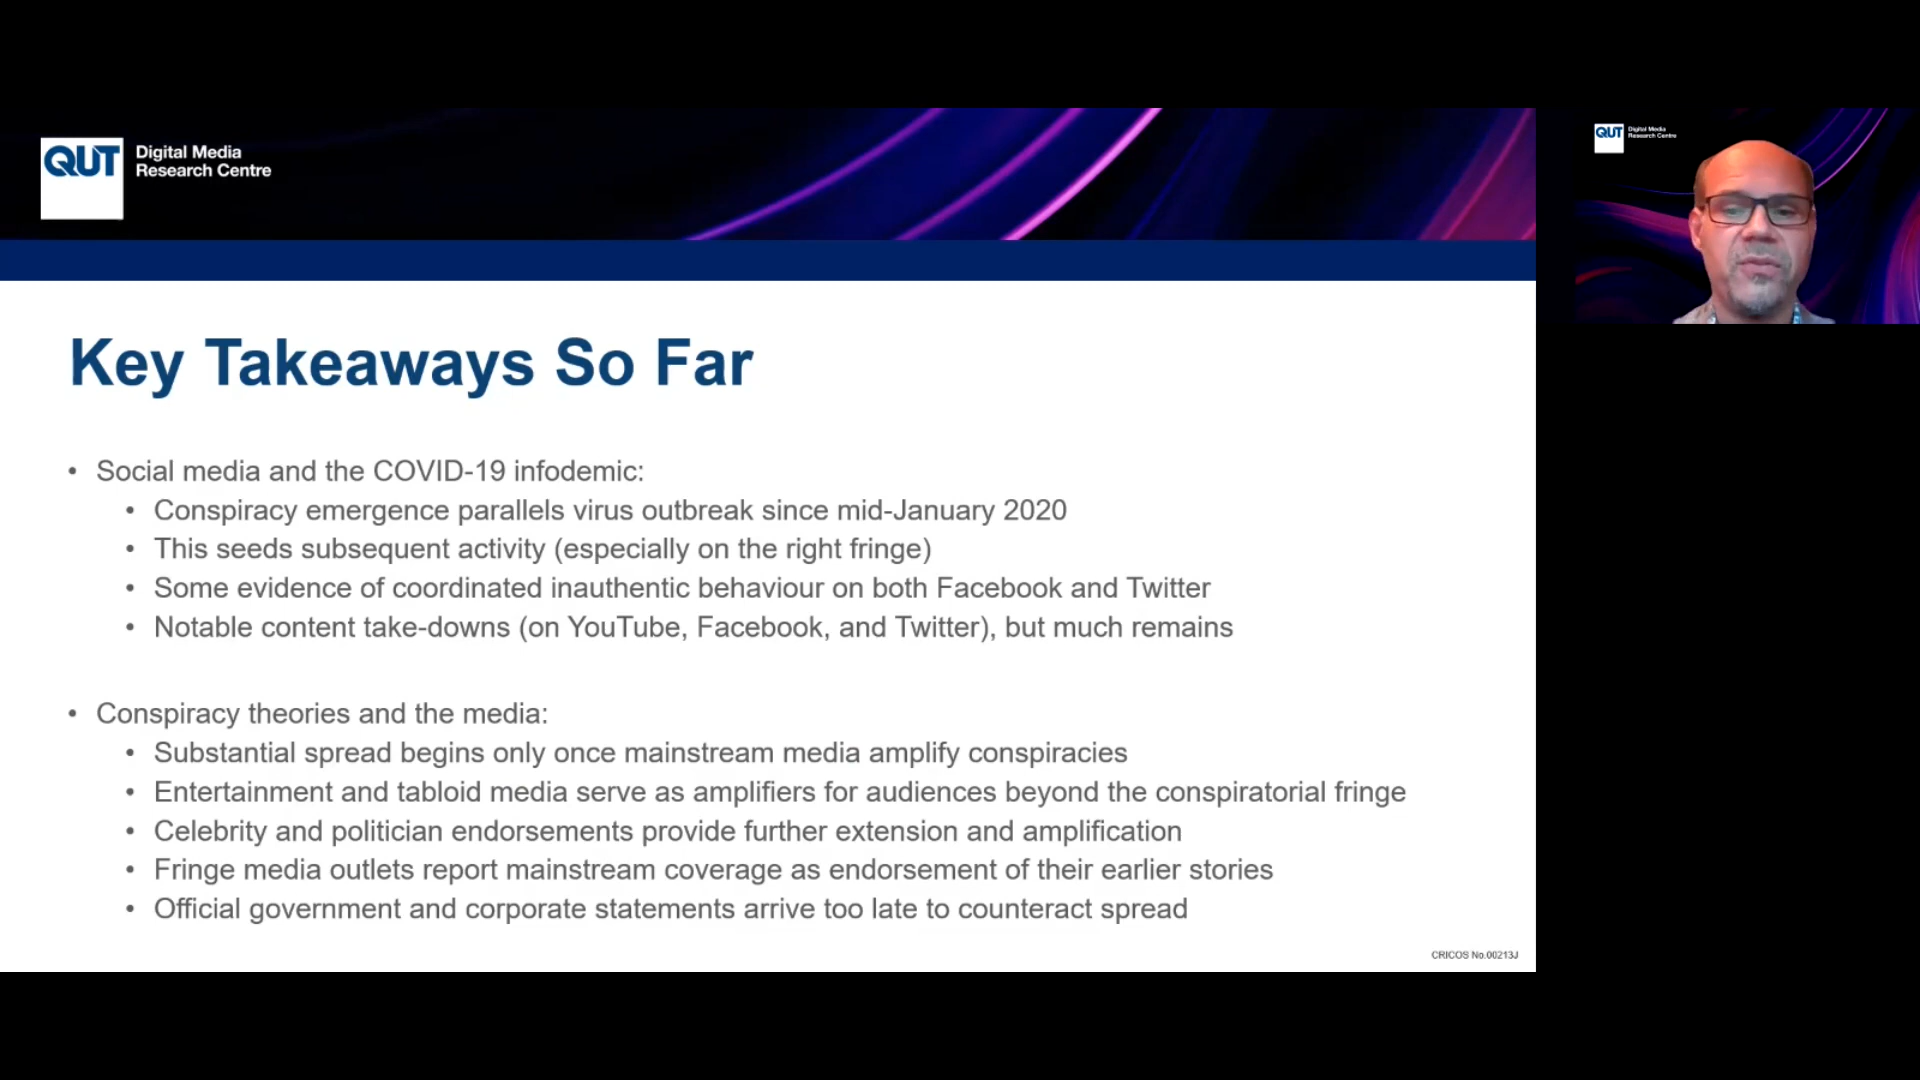 QUT
Digital Media
Research Centre
QUT
Digital Media
Research Centre
Key Takeaways So Far
• Social media and the COVID-19 infodemic:
• Conspiracy emergence parallels virus outbreak since mid-January 2020
• This seeds subsequent activity (especially on the right fringe)
• Some evidence of coordinated inauthentic behaviour on both Facebook and Twitter
• Notable content take-downs (on YouTube, Facebook, and Twitter), but much remains
• Conspiracy theories and the media:
• Substantial spread begins only once mainstream media amplify conspiracies
• Entertainment and tabloid media serve as amplifiers for audiences beyond the conspiratorial fringe
• Celebrity and politician endorsements provide further extension and amplification
• Fringe media outlets report mainstream coverage as endorsement of their earlier stories
• Official government and corporate statements arrive too late to counteract spread
CRICOS No.00213J